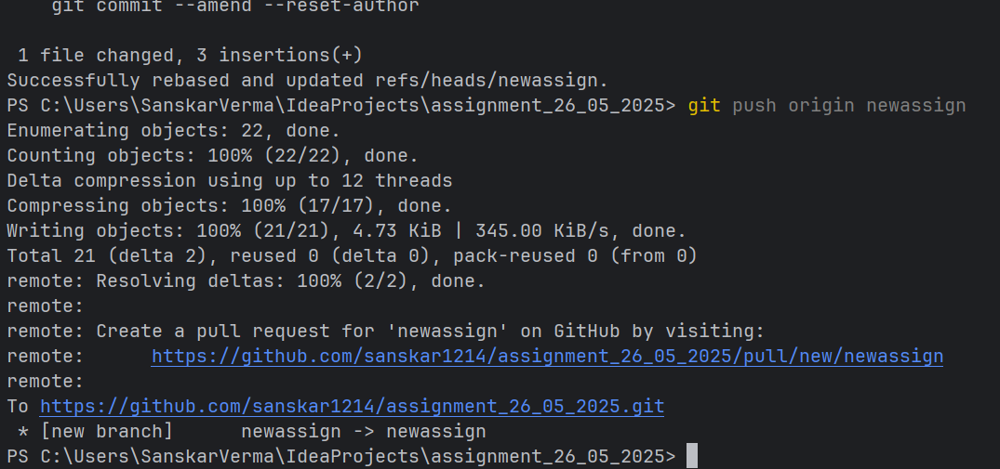 git commit --amend --reset-author
1 file changed, 3 insertions(+)
Successfully rebased and updated refs/heads/newassign.
PS C:\Users\SanskarVerma\IdeaProjects\assignment_26_05_2025> git push origin newassign
Enumerating objects: 22, done.
Counting objects: 100% (22/22), done.
Delta compression using up to 12 threads
Compressing objects: 100% (17/17), done.
Writing objects: 100% (21/21), 4.73 KiB | 345.00 KiB/s, done.
Total 21 (delta 2), reused 0 (delta 0), pack-reused 0 (from 0)
remote: Resolving deltas: 100% (2/2), done.
remote:
remote: Create a pull request for 'newassign' on GitHub by visiting:
remote:      https://github.com/sanskar1214/assignment_26_05_2025/pull/new/newassign
remote:
To https://github.com/sanskar1214/assignment_26_05_2025.git
 * [new branch]      newassign -> newassign
PS C:\Users\SanskarVerma\IdeaProjects\assignment_26_05_2025>